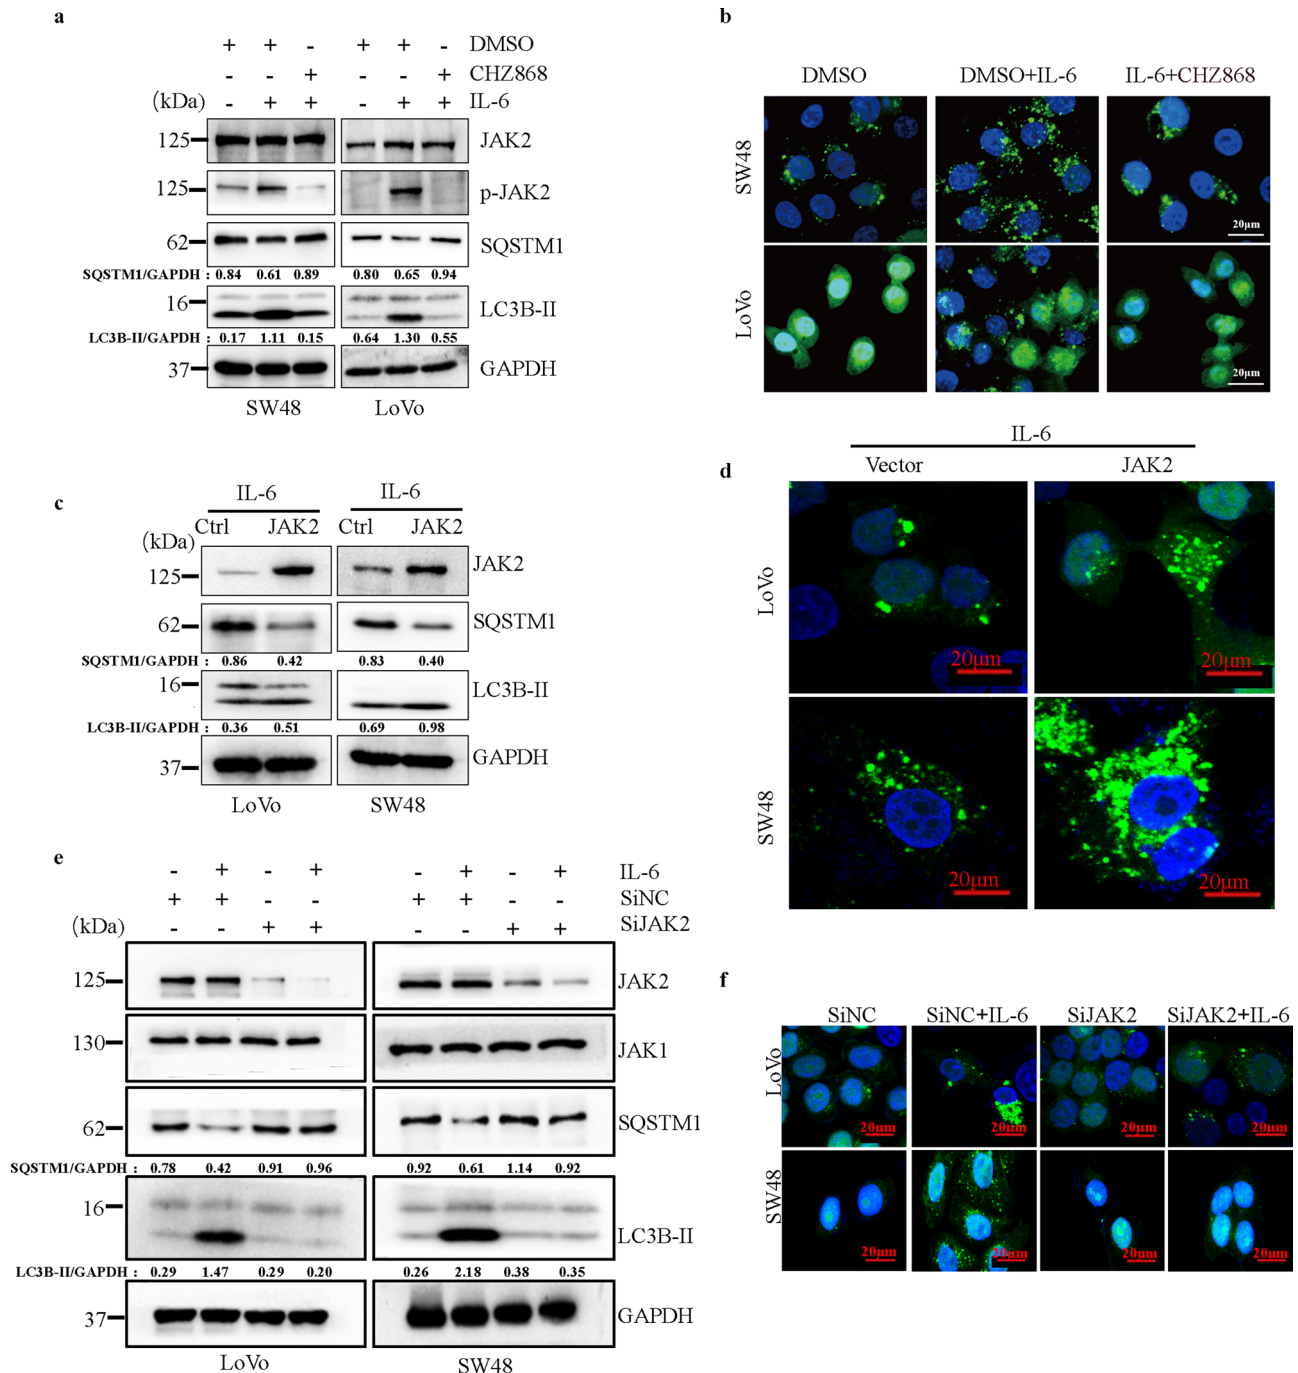 a
+ + - + + - DMSO
- - + - - + CHZ868
(kDa) - + + - + + IL-6
125 JAK2
125 p-JAK2
62 SQSTM1
SQSTM1/GAPDH : 0.84 0.61 0.89 0.80 0.65 0.94
16 LC3B-II
LC3B-II/GAPDH : 0.17 1.11 0.15 0.64 1.30 0.55
37 GAPDH
SW48 LoVo
b
DMSO DMSO+IL-6 IL-6+CHZ868
SW48
20μm
LoVo
20μm
c
IL-6 IL-6
Ctrl JAK2 Ctrl JAK2
(kDa)
125 JAK2
62 SQSTM1
SQSTM1/GAPDH : 0.86 0.42 0.83 0.40
16 LC3B-II
LC3B-II/GAPDH : 0.36 0.51 0.69 0.98
37 GAPDH
LoVo SW48
d
IL-6
Vector JAK2
LoVo
20μm 20μm
SW48
20μm 20μm
e
- + - + - + - + IL-6
+ + - - + + - - SiNC
(kDa) - - + + - - + + SiJAK2
125 JAK2
130 JAK1
62 SQSTM1
SQSTM1/GAPDH : 0.78 0.42 0.91 0.96 0.92 0.61 1.14 0.92
16 LC3B-II
LC3B-II/GAPDH : 0.29 1.47 0.29 0.20 0.26 2.18 0.38 0.35
37 GAPDH
LoVo SW48
f
SiNC SiNC+IL-6 SiJAK2 SiJAK2+IL-6
LoVo
20μm 20μm 20μm 20μm
SW48
20μm 20μm 20μm 20μm